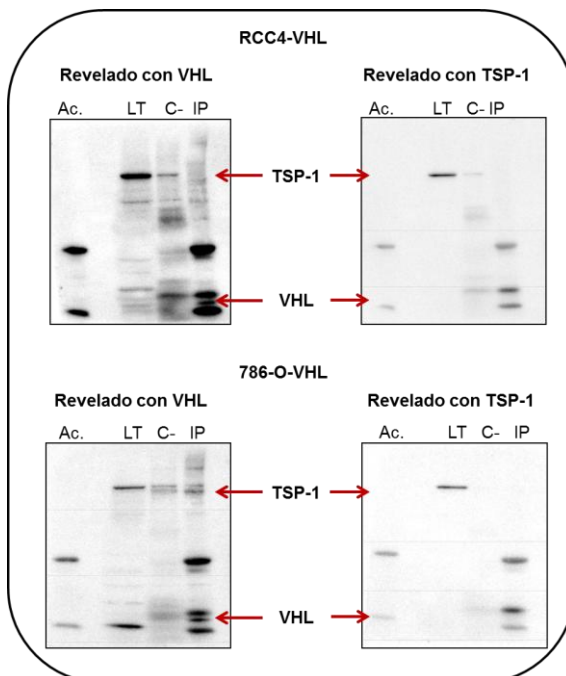 RCC4-VHL
Revelado con VHL
Revelado con TSP-1
Ac. LT C- IP
Ac. LT C- IP
TSP-1
VHL
786-O-VHL
Revelado con VHL
Revelado con TSP-1
Ac. LT C- IP
Ac. LT C- IP
TSP-1
VHL